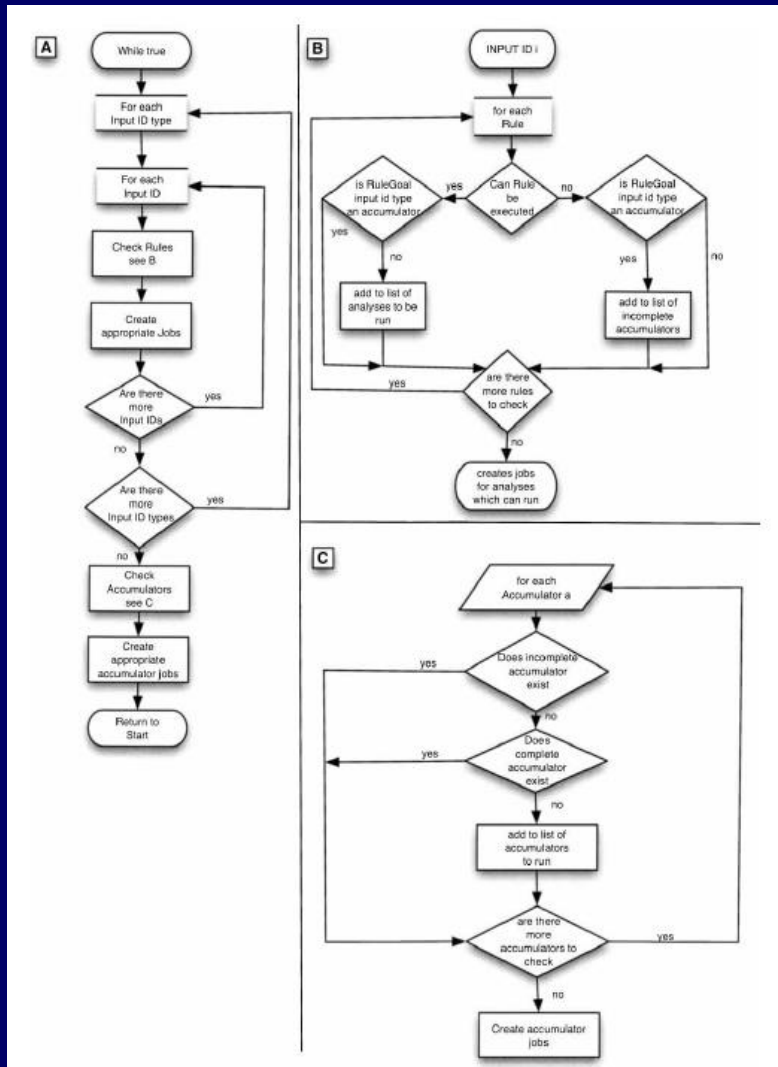 A
While true
For each
Input ID type
For each
Input ID
Check Rules
see B
Create
appropriate Jobs
Are there
more
Input IDs
yes
no
Are there
more
Input ID types
yes
no
Check
Accumulators
see C
Create
appropriate
accumulator jobs
Return to
Start
B
INPUT ID i
for each
Rule
is RuleGoal
input id type
an accumulator
yes
Can Rule
be
executed
no
is RuleGoal
input id type
an accumulator
yes
no
yes
no
add to list of
analyses to be
run
add to list of
incomplete
accumulators
yes
are there
more rules
to check
no
creates jobs
for analyses
which can run
C
for each
Accumulator a
yes
Does incomplete
accumulator
exist
no
yes
Does
complete
accumulator
exist
no
add to list of
accumulators
to run
are there
more
accumulators to
check
yes
no
Create accumulator
jobs